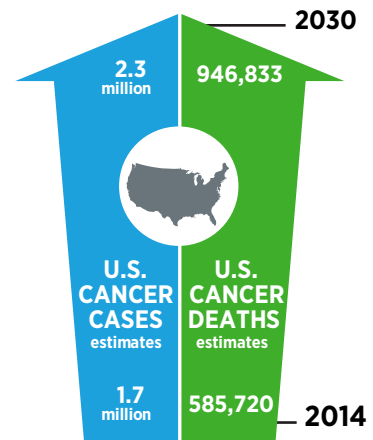 2030
2.3
million
946,833
U.S.
CANCER
CASES
estimates
U.S.
CANCER
DEATHS
estimates
1.7
million
585,720
2014